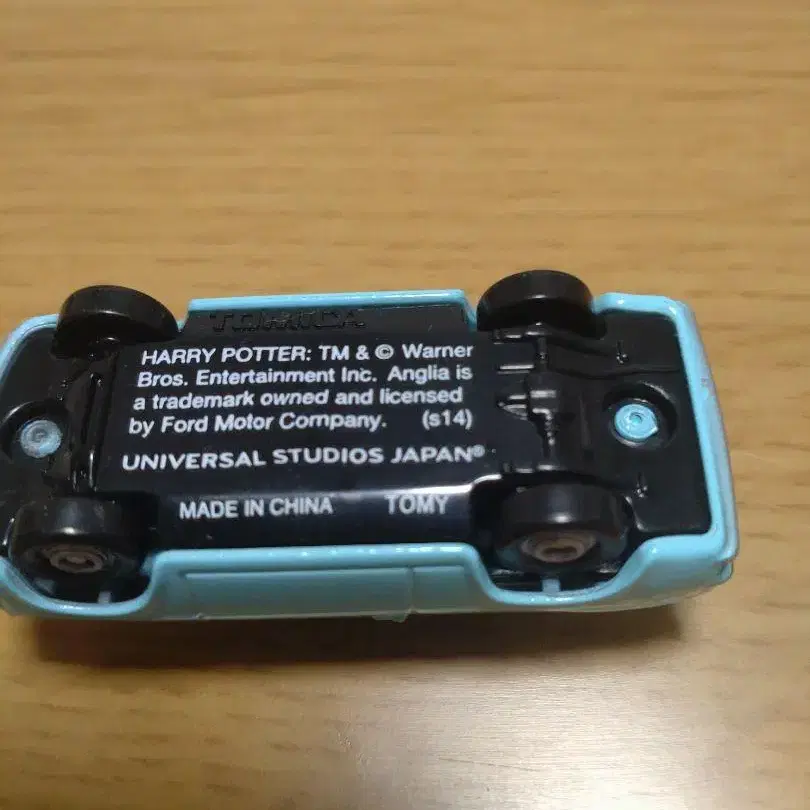 TOMICA
HARRY POTTER: TM & © Warner
Bros. Entertainment Inc. Anglia is
a trademark owned and licensed
by Ford Motor Company. (s14)
UNIVERSAL STUDIOS JAPAN®
MADE IN CHINA TOMY